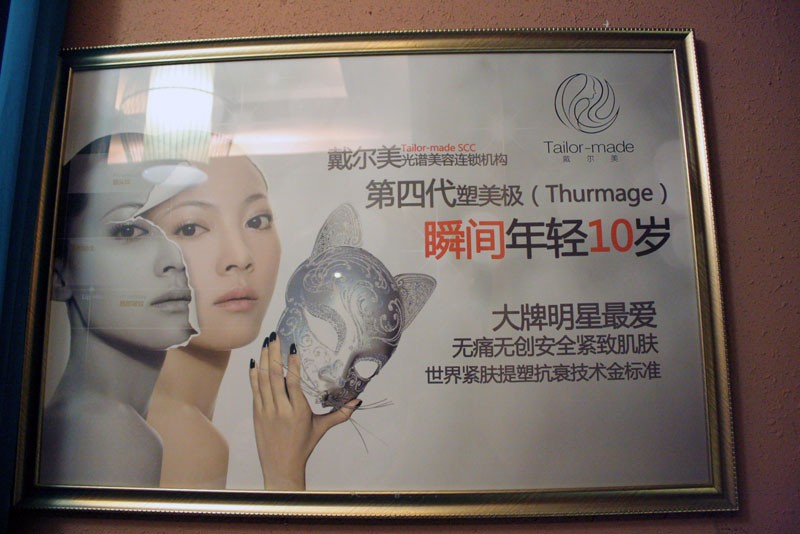 Tailor-made
戴尔美
戴尔美 Tailor-made SCC
光谱美容连锁机构
第四代塑美极（Thurmage）
瞬间年轻10岁
大牌明星最爱
无痛无创安全紧致肌肤
世界紧肤提塑抗衰技术金标准